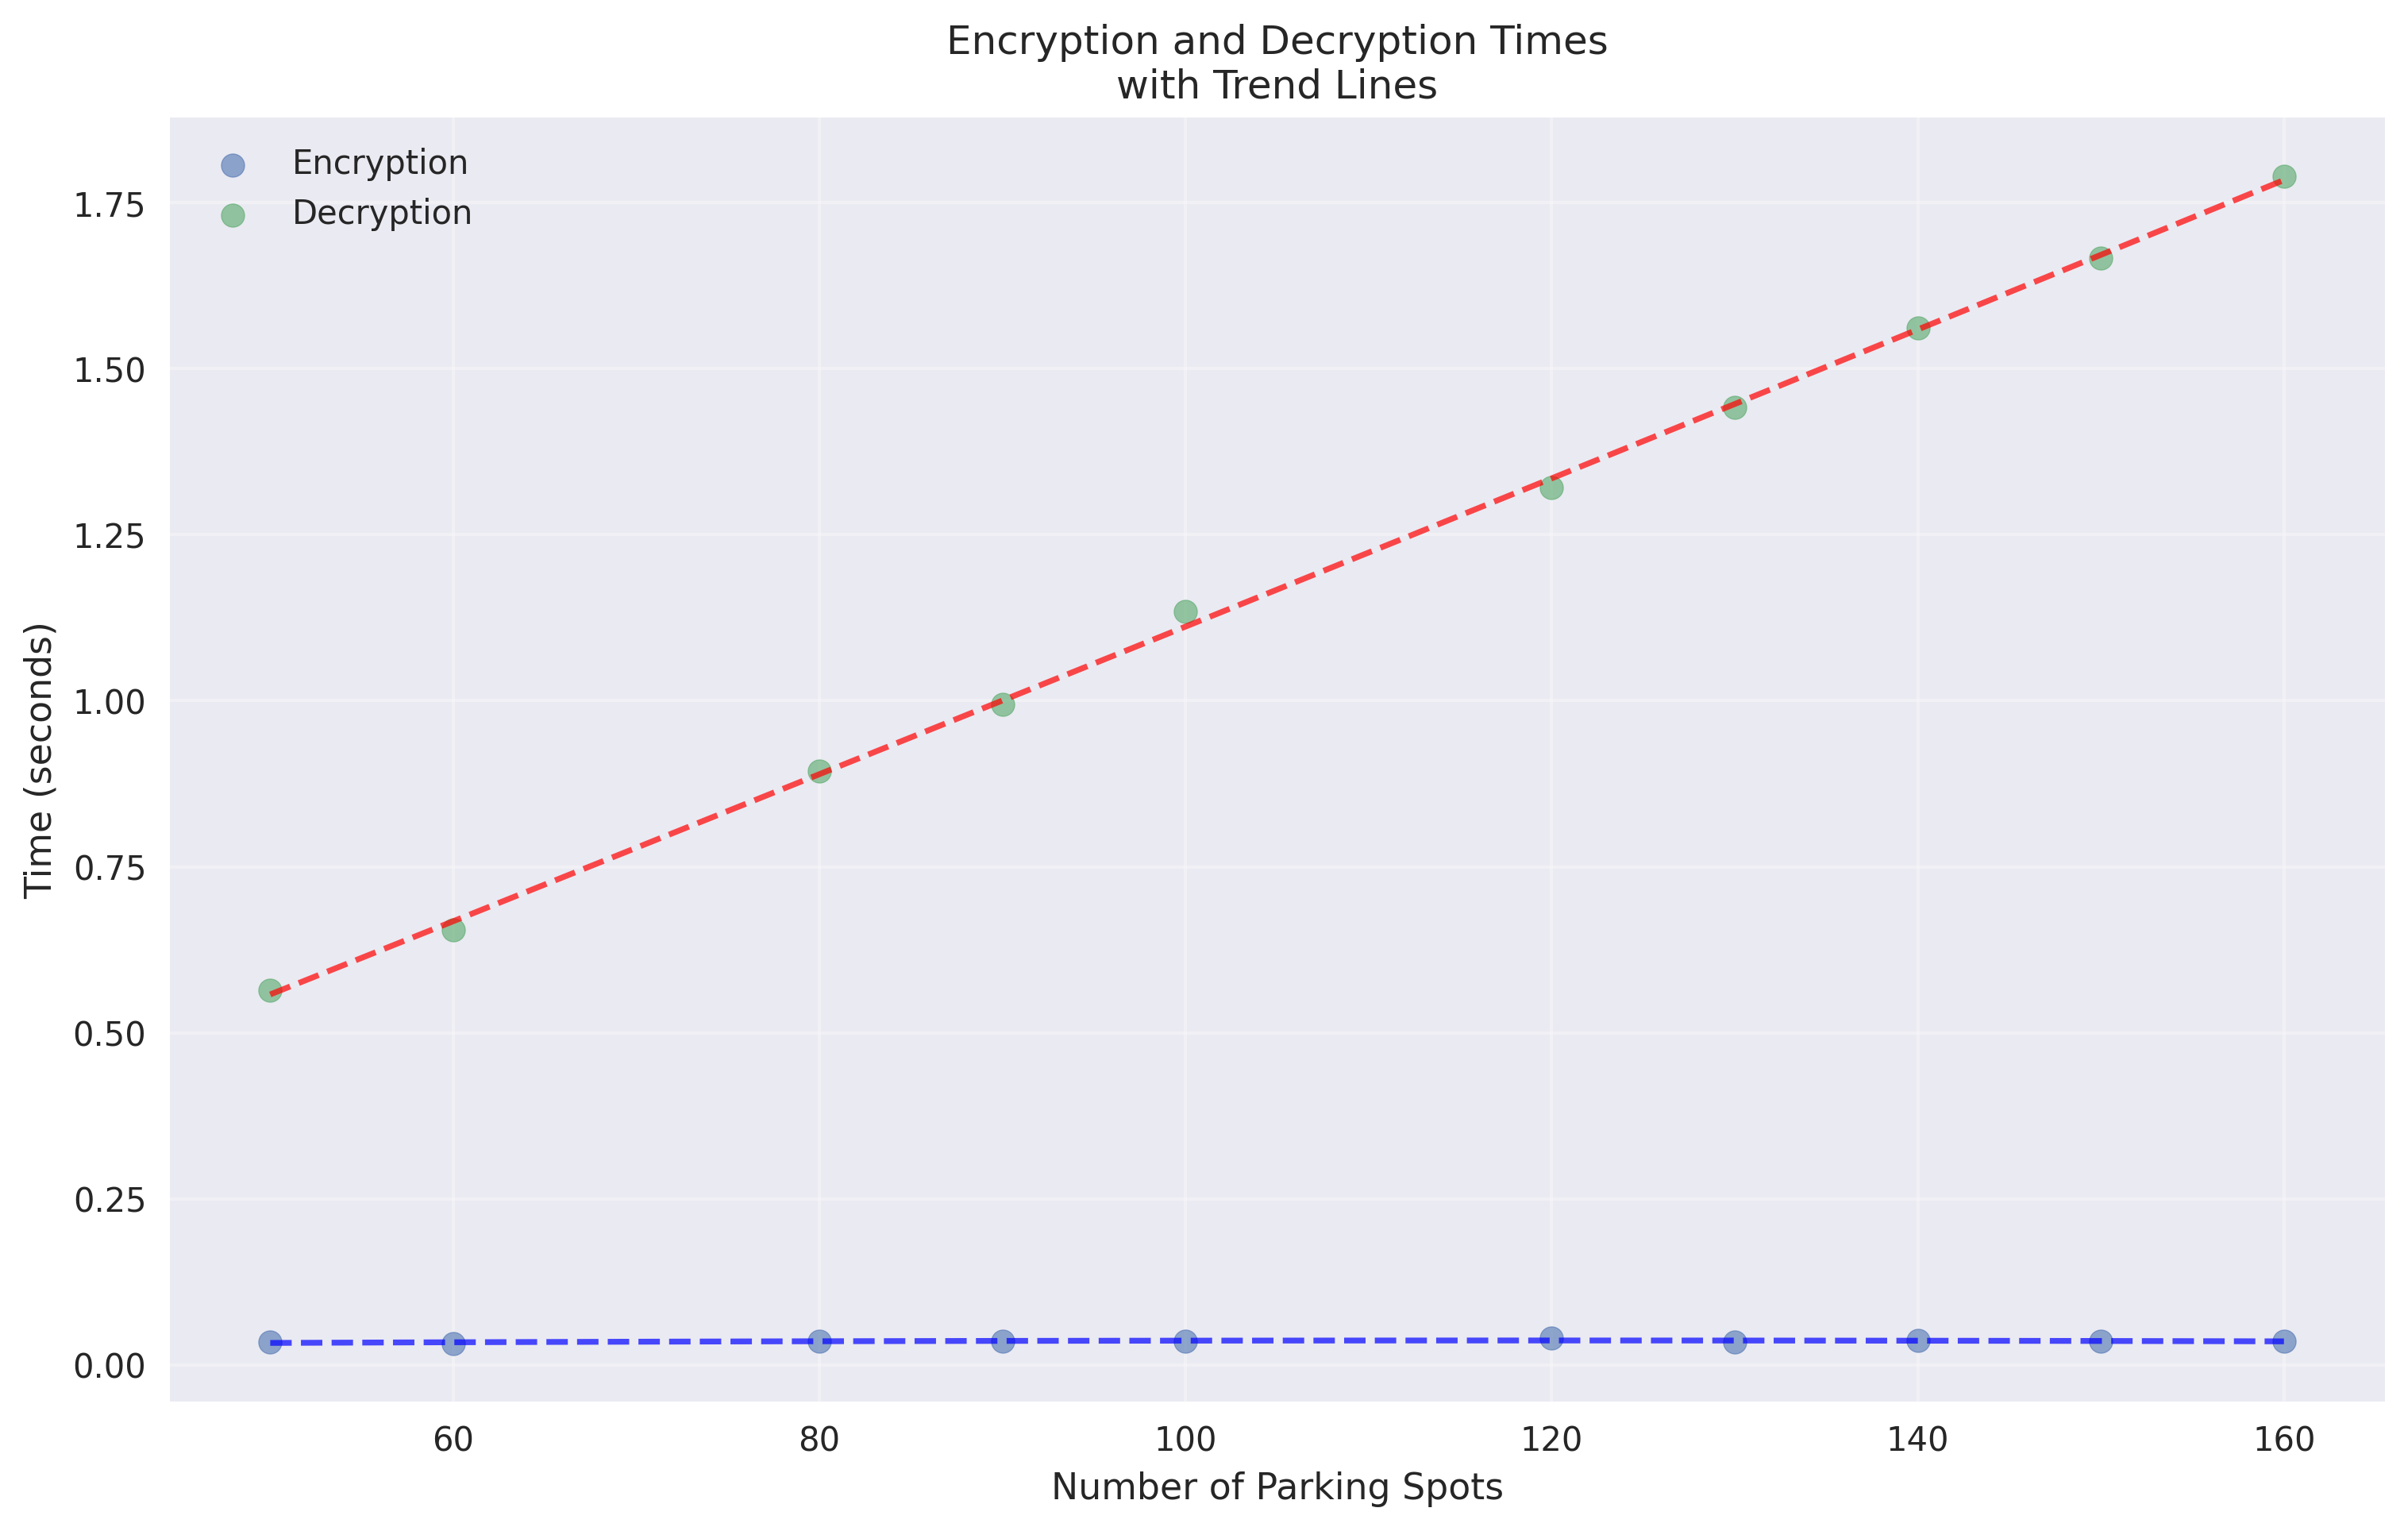 Encryption and Decryption Times
with Trend Lines
Encryption
Decryption
1.75
1.50
1.25
1.00
0.75
0.50
0.25
0.00
Time (seconds)
60 80 100 120 140 160
Number of Parking Spots